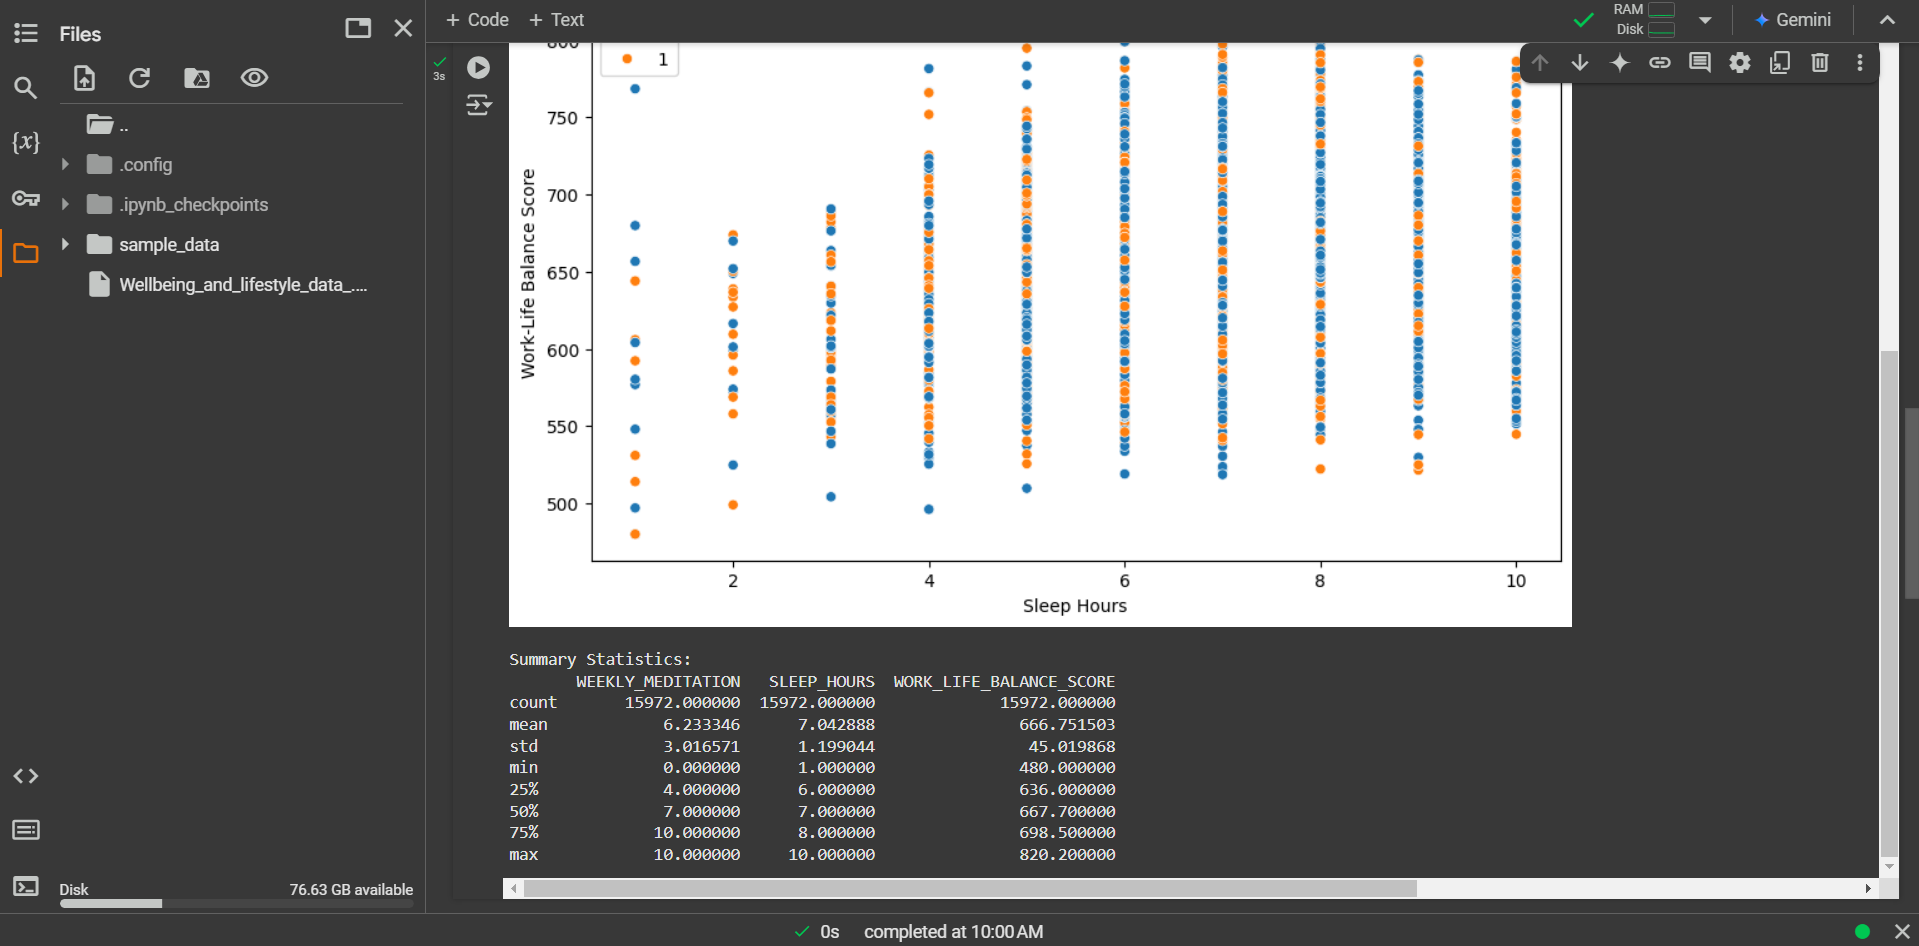 Files
+ Code + Text
RAM
Disk
Gemini
{x}
..
.config
.ipynb_checkpoints
sample_data
Wellbeing_and_lifestyle_data_....
3s
1
800
750
700
650
600
550
500
Work-Life Balance Score
2 4 6 8 10
Sleep Hours
Summary Statistics:
WEEKLY_MEDITATION SLEEP_HOURS WORK_LIFE_BALANCE_SCORE
count 15972.000000 15972.000000 15972.000000
mean 6.233346 7.042888 666.751503
std 3.016571 1.199044 45.019868
min 0.000000 1.000000 480.000000
25% 4.000000 6.000000 636.000000
50% 7.000000 7.000000 667.700000
75% 10.000000 8.000000 698.500000
max 10.000000 10.000000 820.200000
Disk 76.63 GB available
0s completed at 10:00 AM